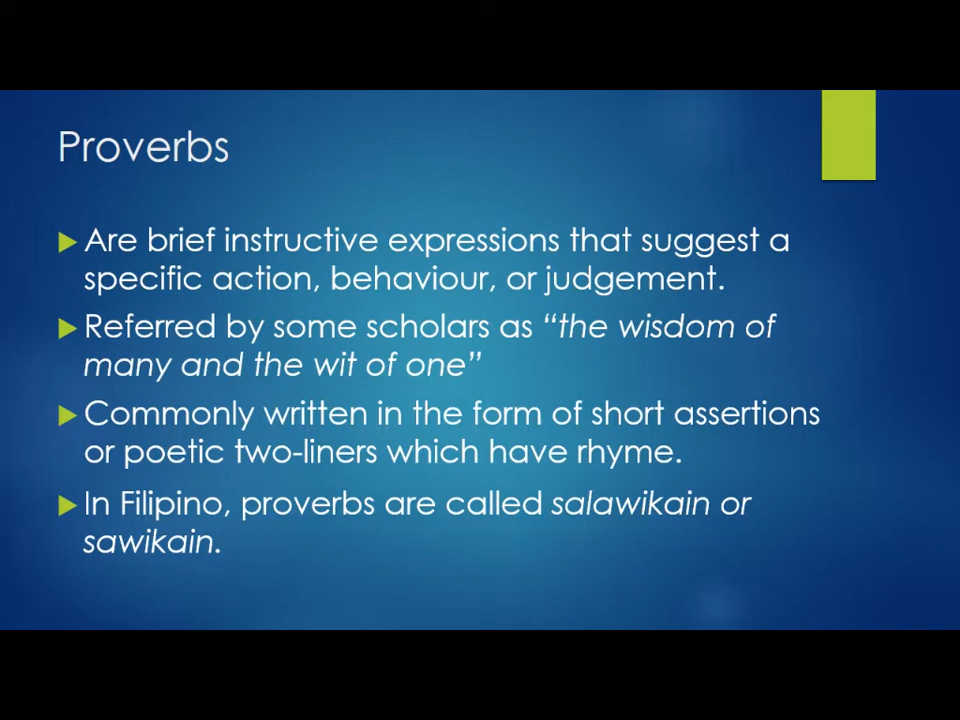 Proverbs
Are brief instructive expressions that suggest a
specific action, behaviour, or judgement.
Referred by some scholars as “the wisdom of
many and the wit of one”
Commonly written in the form of short assertions
or poetic two-liners which have rhyme.
In Filipino, proverbs are called salawikain or
sawikain.